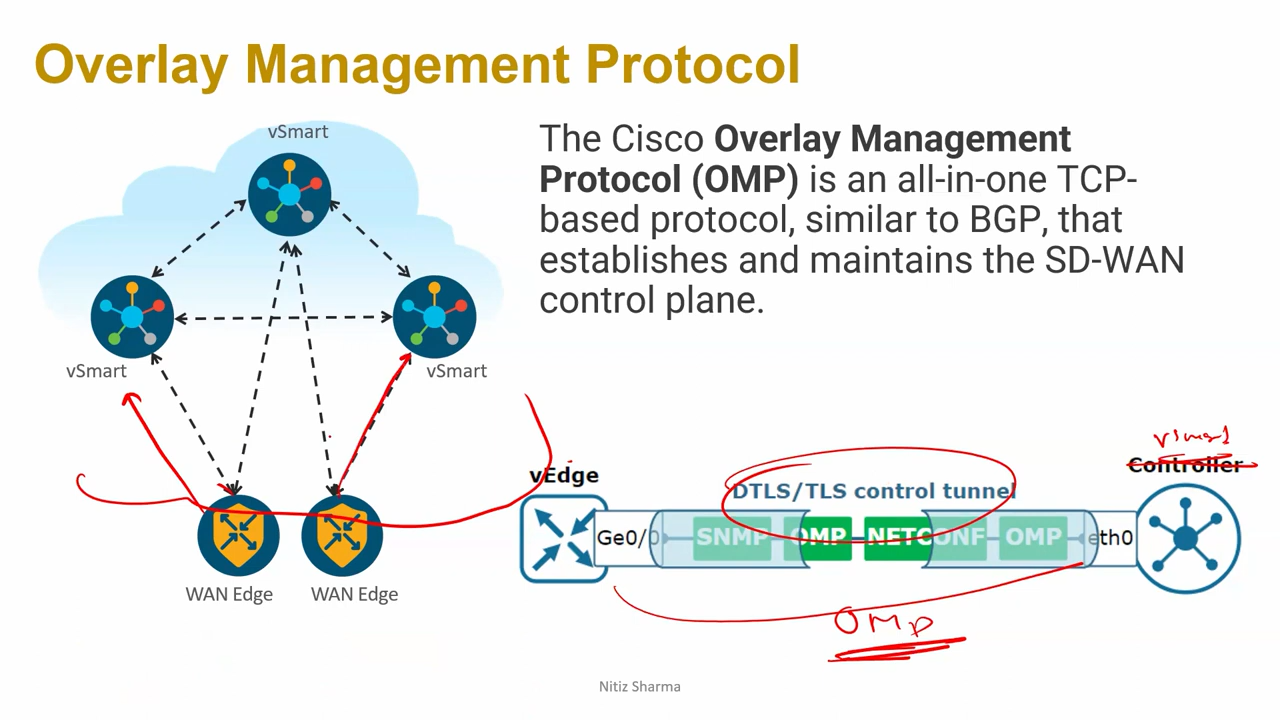 Overlay Management Protocol
vSmart
The Cisco Overlay Management
Protocol (OMP) is an all-in-one TCP-
based protocol, similar to BGP, that
establishes and maintains the SD-WAN
control plane.
vSmart
vSmart
WAN Edge
WAN Edge
vEdge
DTLS/TLS control tunnel
vSmart
Controller
Ge0/0
SNMP
OMP
NETCONF
OMP
eth0
OMP
Nitiz Sharma